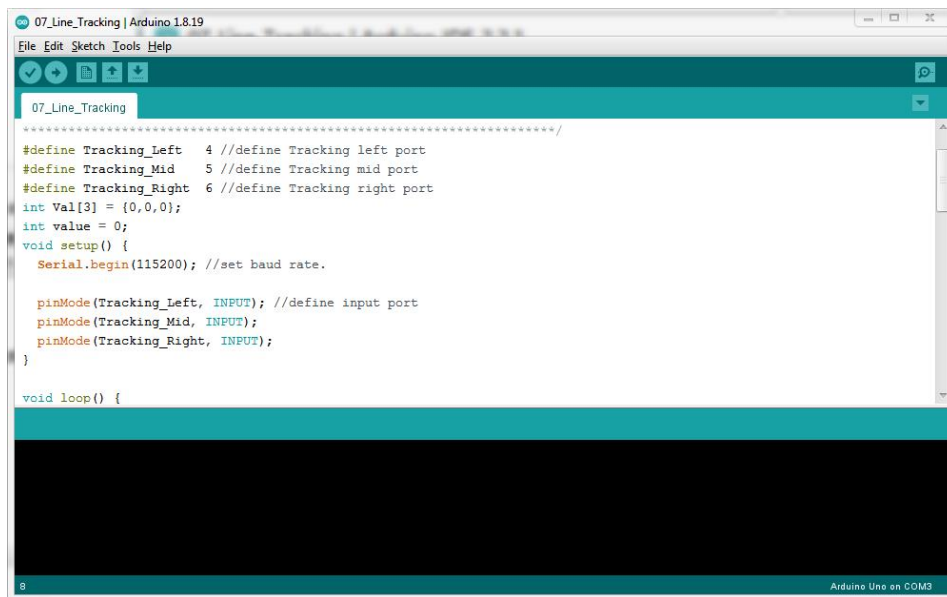 07_Line_Tracking | Arduino 1.8.19
File Edit Sketch Tools Help
07_Line_Tracking
**********************************************************************/
#define Tracking_Left   4 //define Tracking left port
#define Tracking_Mid    5 //define Tracking mid port
#define Tracking_Right  6 //define Tracking right port
int Val[3] = {0,0,0};
int value = 0;
void setup() {
  Serial.begin(115200); //set baud rate.

  pinMode(Tracking_Left, INPUT); //define input port
  pinMode(Tracking_Mid, INPUT);
  pinMode(Tracking_Right, INPUT);
}

void loop() {
8
Arduino Uno on COM3